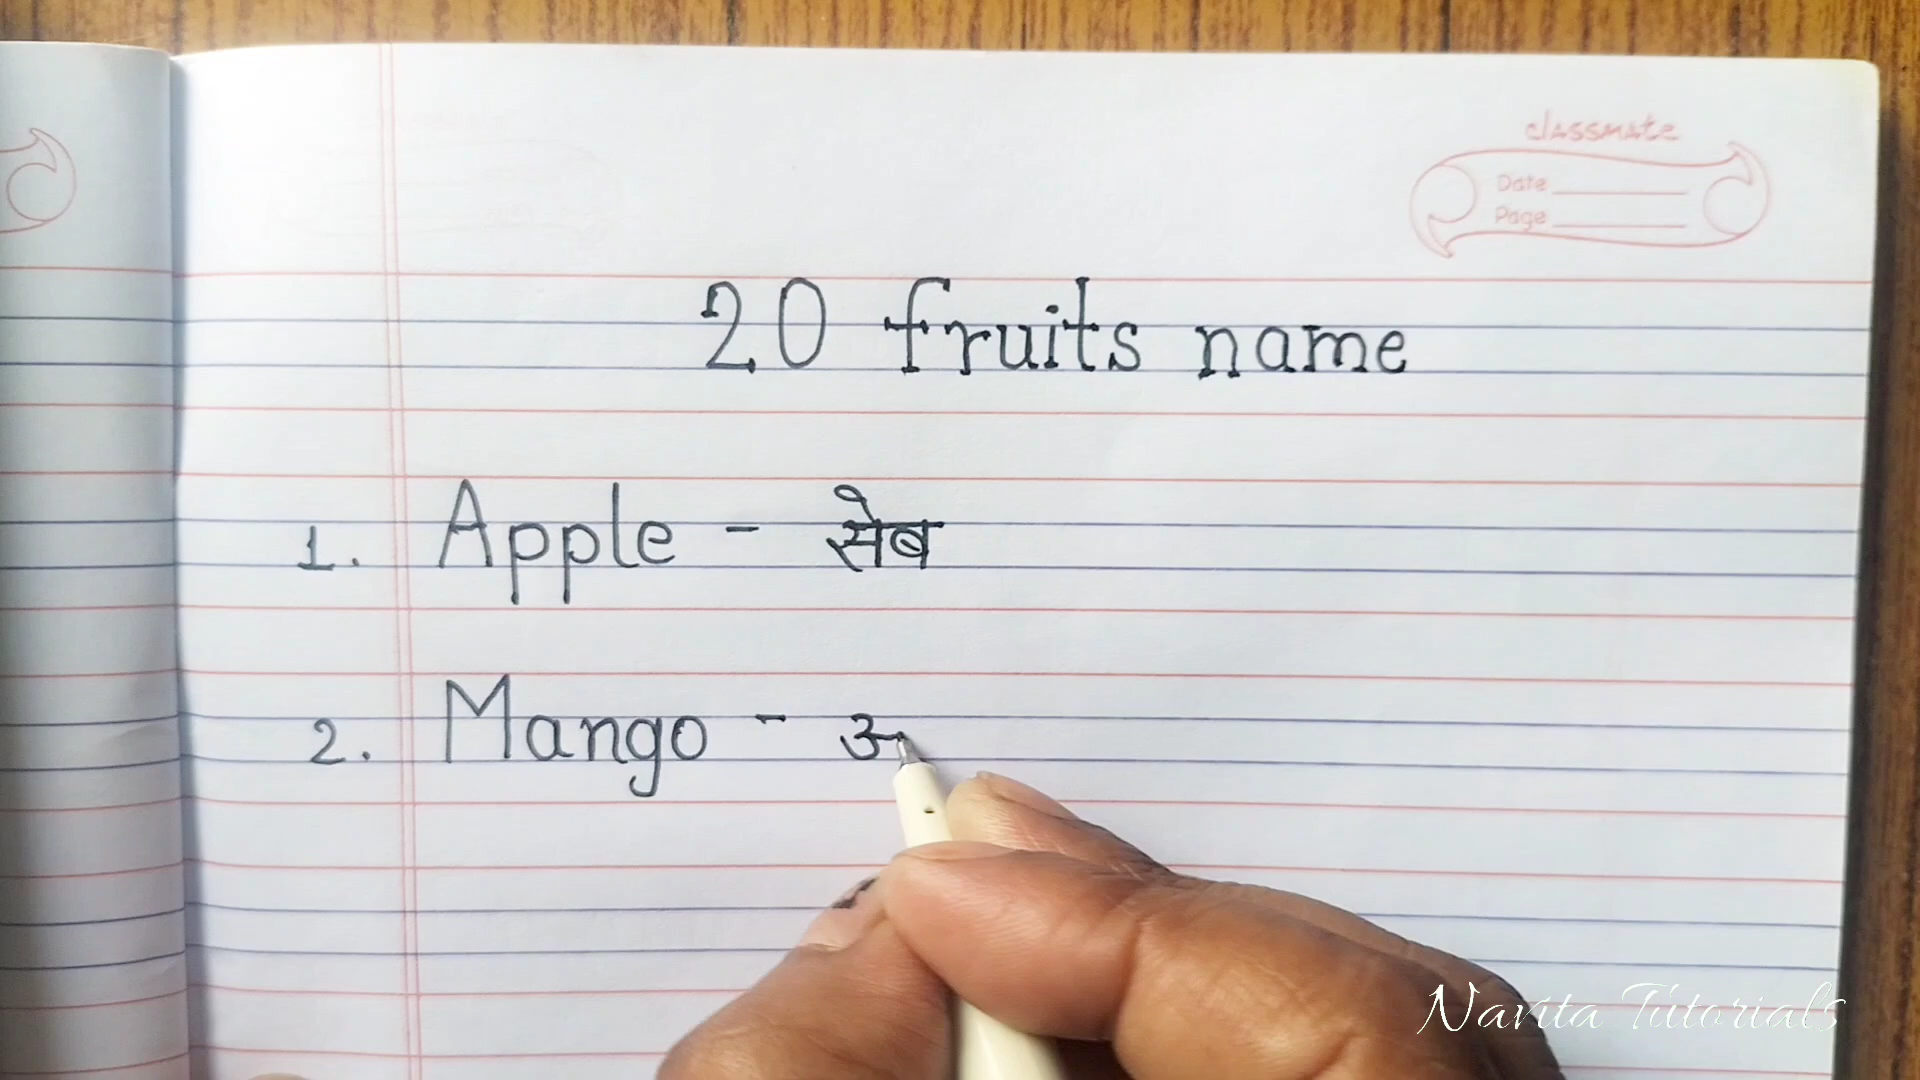 classmate
Date
Page
20 fruits name
1. Apple - सेब
2. Mango - उ
Navita Tutorials